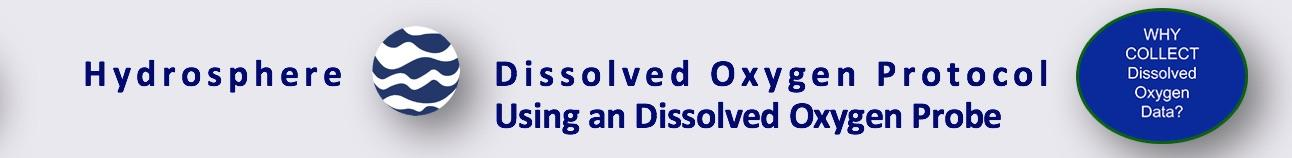 Hydrosphere
Dissolved Oxygen Protocol
Using an Dissolved Oxygen Probe
WHY
COLLECT
Dissolved
Oxygen
Data?